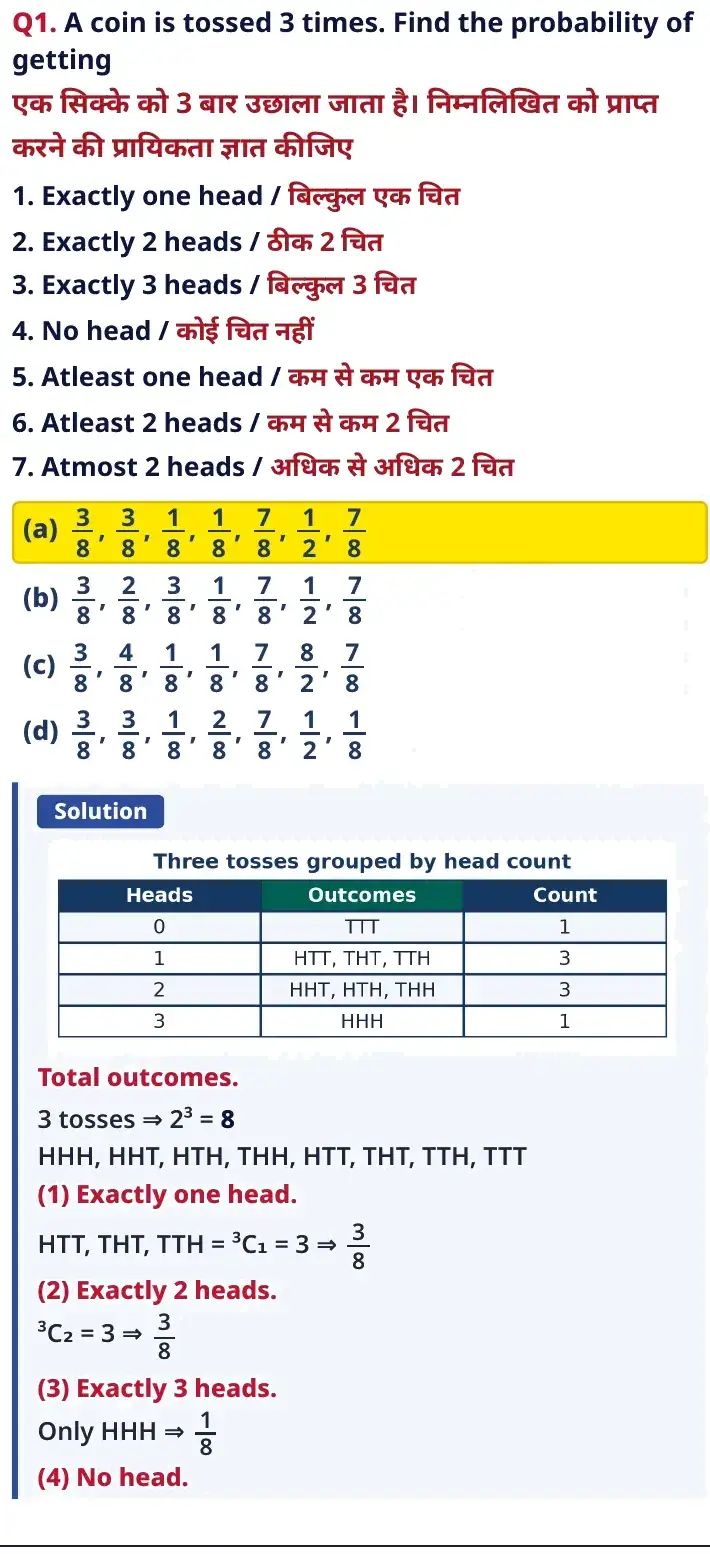 Q1. A coin is tossed 3 times. Find the probability of
getting
एक सिक्के को 3 बार उछाला जाता है। निम्नलिखित को प्राप्त
करने की प्रायिकता ज्ञात कीजिए
1. Exactly one head / बिल्कुल एक चित
2. Exactly 2 heads / ठीक 2 चित
3. Exactly 3 heads / बिल्कुल 3 चित
4. No head / कोई चित नहीं
5. Atleast one head / कम से कम एक चित
6. Atleast 2 heads / कम से कम 2 चित
7. Atmost 2 heads / अधिक से अधिक 2 चित
(a) 3/8, 3/8, 1/8, 1/8, 7/8, 1/2, 7/8
(b) 3/8, 2/8, 3/8, 1/8, 7/8, 1/2, 7/8
(c) 3/8, 4/8, 1/8, 1/8, 7/8, 8/2, 7/8
(d) 3/8, 3/8, 1/8, 2/8, 7/8, 1/2, 1/8
Solution
Three tosses grouped by head count
Heads Outcomes Count
0 TTT 1
1 HTT, THT, TTH 3
2 HHT, HTH, THH 3
3 HHH 1
Total outcomes.
3 tosses ⇒ 2³ = 8
HHH, HHT, HTH, THH, HTT, THT, TTH, TTT
(1) Exactly one head.
HTT, THT, TTH = ³C₁ = 3 ⇒ 3/8
(2) Exactly 2 heads.
³C₂ = 3 ⇒ 3/8
(3) Exactly 3 heads.
Only HHH ⇒ 1/8
(4) No head.